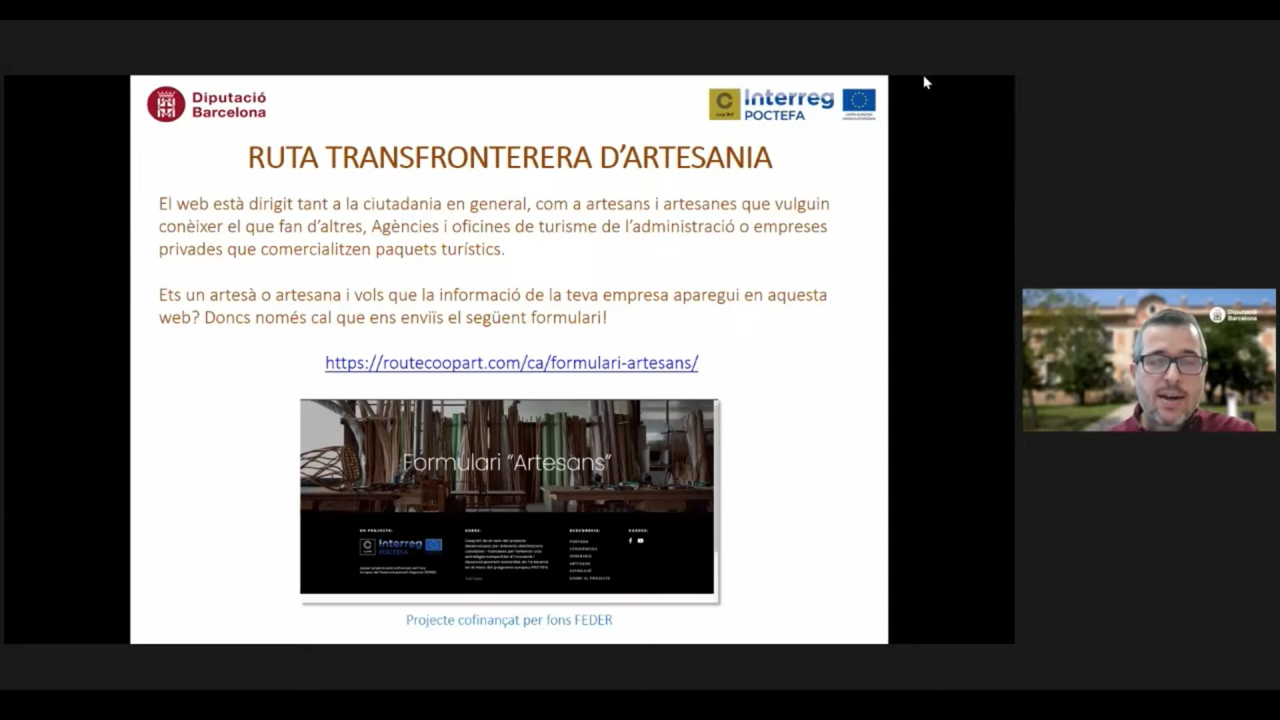 Diputació
Barcelona
coop'Art
Interreg
POCTEFA
RUTA TRANSFRONTERERA D’ARTESANIA
El web està dirigit tant a la ciutadania en general, com a artesans i artesanes que vulguin
conèixer el que fan d’altres, Agències i oficines de turisme de l’administració o empreses
privades que comercialitzen paquets turístics.
Ets un artesà o artesana i vols que la informació de la teva empresa aparegui en aquesta
web? Doncs només cal que ens enviïs el següent formulari!
https://routecoopart.com/ca/formulari-artesans/
Formulari “Artesans”
Interreg
POCTEFA
Projecte cofinançat per fons FEDER
Diputació
Barcelona